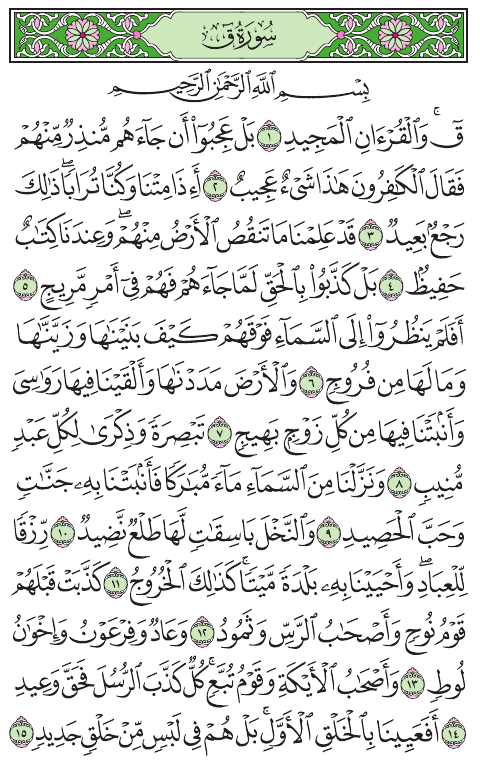 سُورَةُ قٓ
بِسْمِ ٱللَّهِ ٱلرَّحْمَٰنِ ٱلرَّحِيمِ
قٓۚ وَٱلْقُرْءَانِ ٱلْمَجِيدِ ١ بَلْ عَجِبُوٓا۟ أَن جَآءَهُم مُّنذِرٌ مِّنْهُمْ
فَقَالَ ٱلْكَٰفِرُونَ هَٰذَا شَىْءٌ عَجِيبٌ ٢ أَءِذَا مِتْنَا وَكُنَّا تُرَابًاۖ ذَٰلِكَ
رَجْعٌۢ بَعِيدٌ ٣ قَدْ عَلِمْنَا مَا تَنقُصُ ٱلْأَرْضُ مِنْهُمْۖ وَعِندَنَا كِتَٰبٌ
حَفِيظٌۢ ٤ بَلْ كَذَّبُوا۟ بِٱلْحَقِّ لَمَّا جَآءَهُمْ فَهُمْ فِىٓ أَمْرٍ مَّرِيجٍ ٥
أَفَلَمْ يَنظُرُوٓا۟ إِلَى ٱلسَّمَآءِ فَوْقَهُمْ كَيْفَ بَنَيْنَٰهَا وَزَيَّنَّٰهَا
وَمَا لَهَا مِن فُرُوجٍ ٦ وَٱلْأَرْضَ مَدَدْنَٰهَا وَأَلْقَيْنَا فِيهَا رَوَٰسِىَ
وَأَنۢبَتْنَا فِيهَا مِن كُلِّ زَوْجٍۭ بَهِيجٍ ٧ تَبْصِرَةً وَذِكْرَىٰ لِكُلِّ عَبْدٍ
مُّنِيبٍ ٨ وَنَزَّلْنَا مِنَ ٱلسَّمَآءِ مَآءً مُّبَٰرَكًا فَأَنۢبَتْنَا بِهِۦ جَنَّٰتٍ
وَحَبَّ ٱلْحَصِيدِ ٩ وَٱلنَّخْلَ بَاسِقَٰتٍ لَّهَا طَلْعٌ نَّضِيدٌ ١٠ رِّزْقًا
لِّلْعِبَادِۖ وَأَحْيَيْنَا بِهِۦ بَلْدَةً مَّيْتًاۚ كَذَٰلِكَ ٱلْخُرُوجُ ١١ كَذَّبَتْ قَبْلَهُمْ
قَوْمُ نُوحٍ وَأَصْحَٰبُ ٱلرَّسِّ وَثَمُودُ ١٢ وَعَادٌ وَفِرْعَوْنُ وَإِخْوَٰنُ
لُوطٍ ١٣ وَأَصْحَٰبُ ٱلْأَيْكَةِ وَقَوْمُ تُبَّعٍۚ كُلٌّ كَذَّبَ ٱلرُّسُلَ فَحَقَّ وَعِيدِ
١٤ أَفَعَيِينَا بِٱلْخَلْقِ ٱلْأَوَّلِۚ بَلْ هُمْ فِى لَبْسٍ مِّنْ خَلْقٍ جَدِيدٍ ١٥